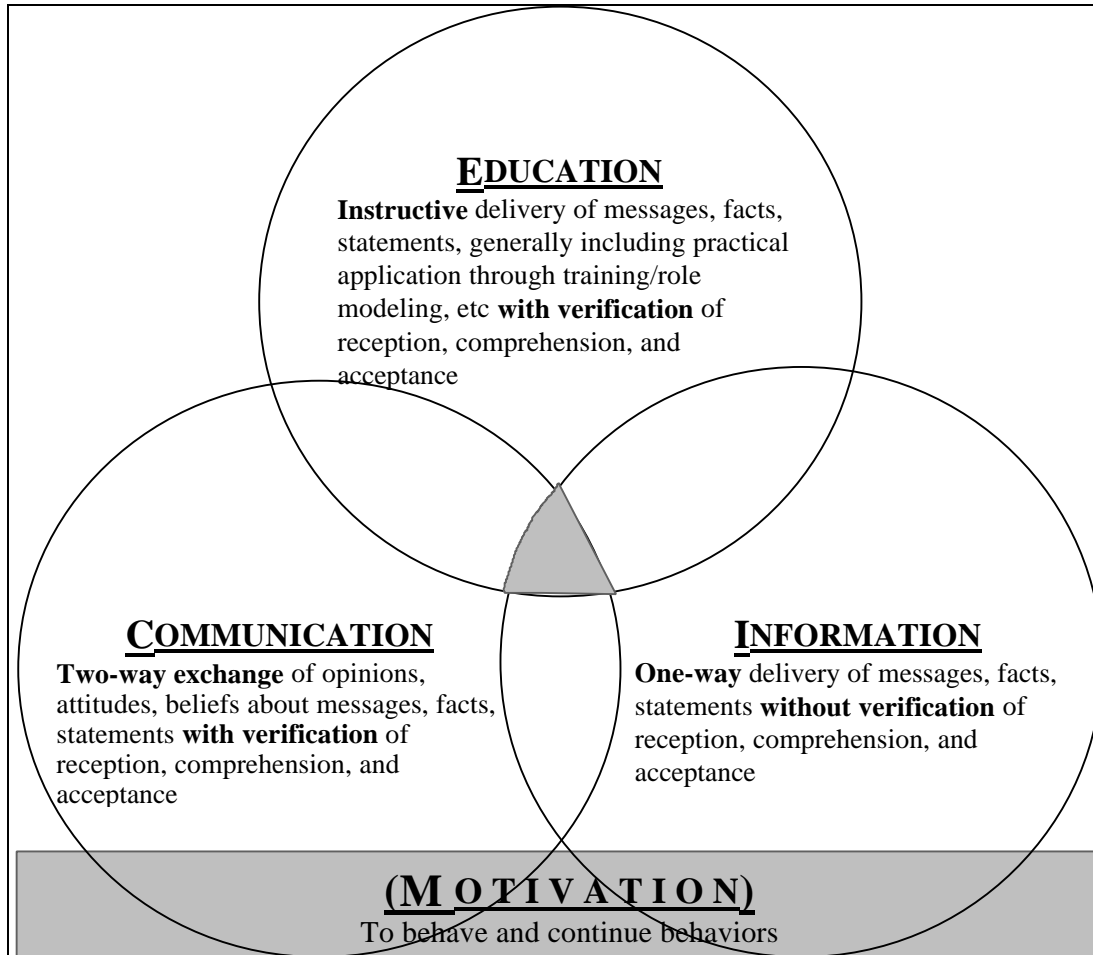 EDUCATION
Instructive delivery of messages, facts,
statements, generally including practical
application through training/role
modeling, etc with verification of
reception, comprehension, and
acceptance
COMMUNICATION
Two-way exchange of opinions,
attitudes, beliefs about messages, facts,
statements with verification of
reception, comprehension, and
acceptance
INFORMATION
One-way delivery of messages, facts,
statements without verification of
reception, comprehension, and
acceptance
(MOTIVATION)
To behave and continue behaviors